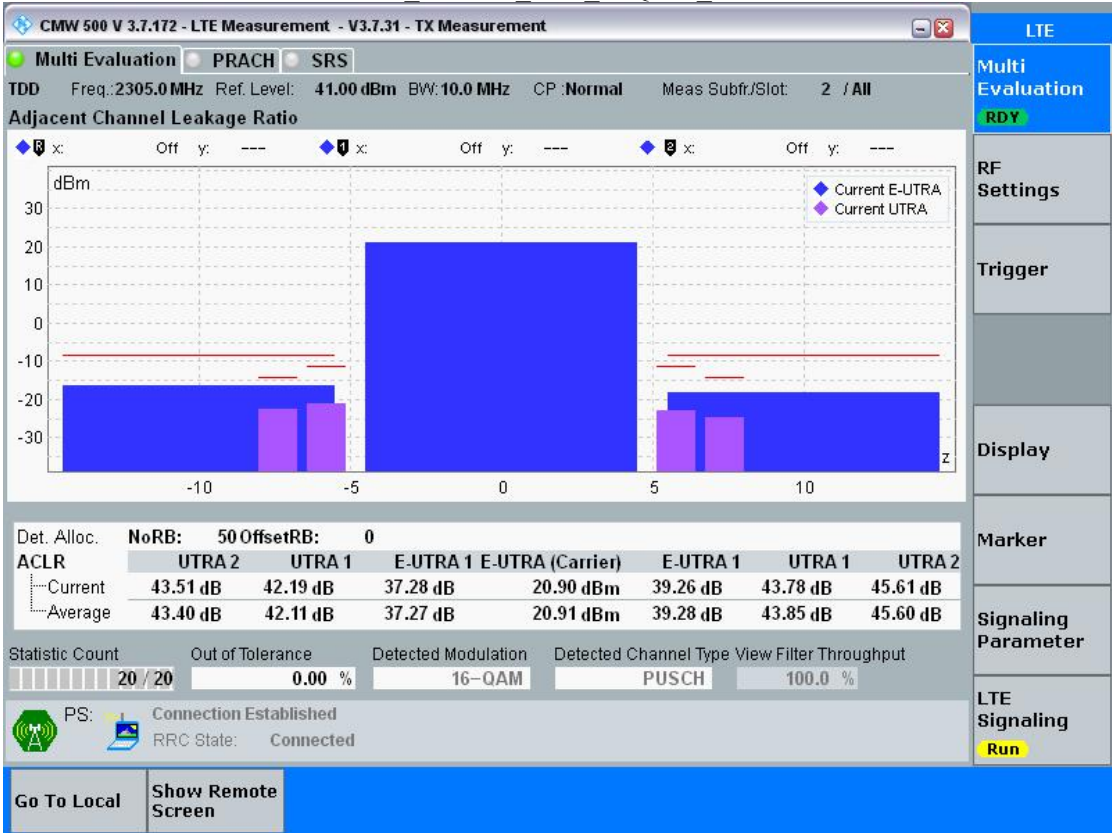 CMW 500 V 3.7.172 - LTE Measurement - V3.7.31 - TX Measurement
LTE
Multi Evaluation PRACH SRS
TDD Freq.:2305.0 MHz Ref. Level: 41.00 dBm BW:10.0 MHz CP :Normal Meas Subfr./Slot: 2 / All
Adjacent Channel Leakage Ratio
R x: Off y: --- 1 x: Off y: --- 2 x: Off y: ---
dBm
Current E-UTRA
Current UTRA
30
20
10
0
-10
-20
-30
z
-10 -5 0 5 10
Det. Alloc. NoRB: 50 OffsetRB: 0
ACLR UTRA 2 UTRA 1 E-UTRA 1 E-UTRA (Carrier) E-UTRA 1 UTRA 1 UTRA 2
Current 43.51 dB 42.19 dB 37.28 dB 20.90 dBm 39.26 dB 43.78 dB 45.61 dB
Average 43.40 dB 42.11 dB 37.27 dB 20.91 dBm 39.28 dB 43.85 dB 45.60 dB
Statistic Count Out of Tolerance Detected Modulation Detected Channel Type View Filter Throughput
20 / 20 0.00 % 16-QAM PUSCH 100.0 %
PS: Connection Established
RRC State: Connected
Multi
Evaluation
RDY
RF
Settings
Trigger
Display
Marker
Signaling
Parameter
LTE
Signaling
Run
Go To Local
Show Remote
Screen